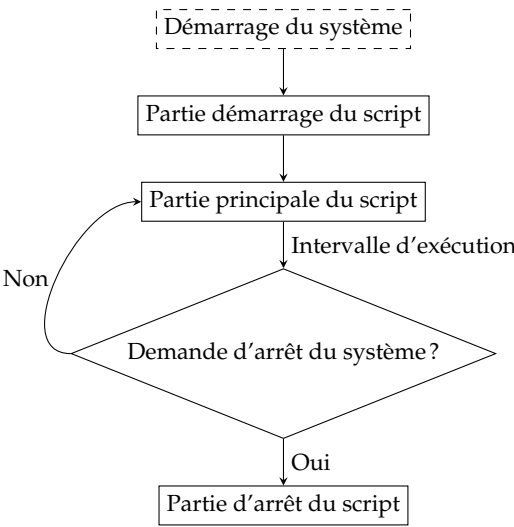 Démarrage du système
Partie démarrage du script
Partie principale du script
Intervalle d'exécution
Non
Demande d'arrêt du système ?
Oui
Partie d'arrêt du script